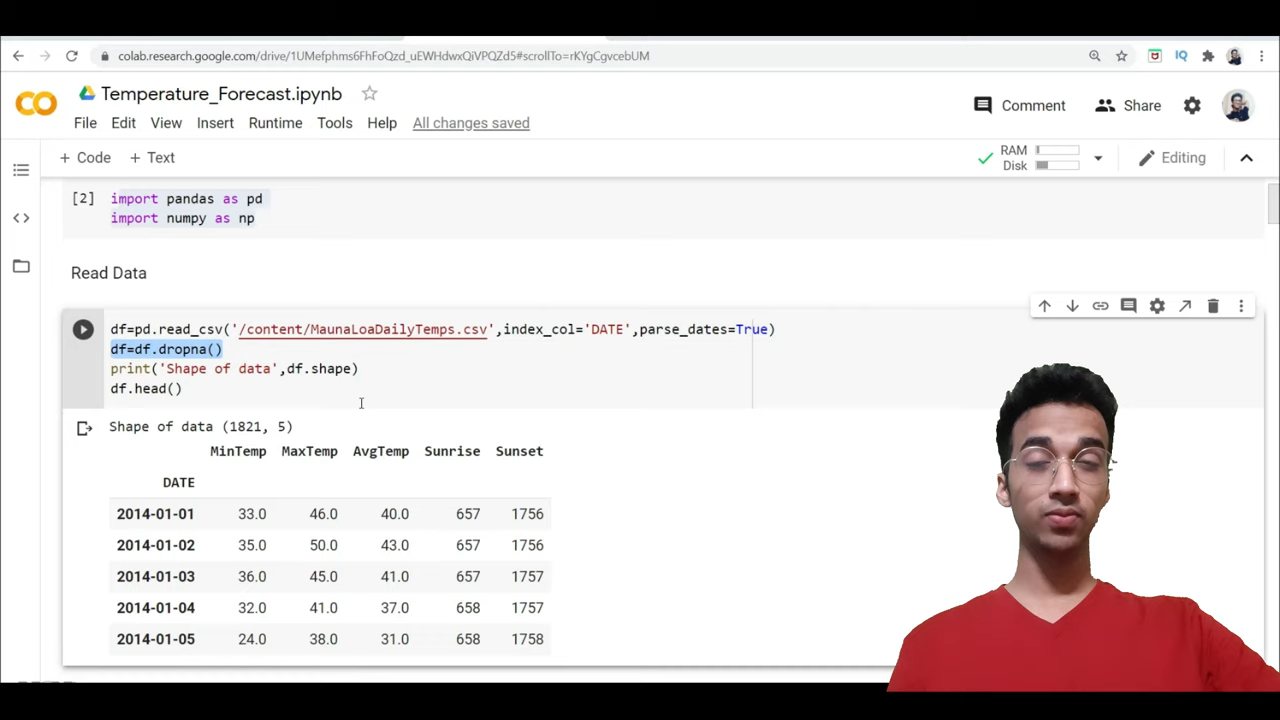 colab.research.google.com/drive/1UMefphms6FhFoQzd_uEWHdwxQiVPQZd5#scrollTo=rKYgCgvcebUM
IQ
CO
Temperature_Forecast.ipynb
Comment
Share
File Edit View Insert Runtime Tools Help All changes saved
+ Code + Text
RAM
Disk
Editing
[2] import pandas as pd
import numpy as np
Read Data
df=pd.read_csv('/content/MaunaLoaDailyTemps.csv',index_col='DATE',parse_dates=True)
df=df.dropna()
print('Shape of data',df.shape)
df.head()
Shape of data (1821, 5)
MinTemp MaxTemp AvgTemp Sunrise Sunset
DATE
2014-01-01 33.0 46.0 40.0 657 1756
2014-01-02 35.0 50.0 43.0 657 1756
2014-01-03 36.0 45.0 41.0 657 1757
2014-01-04 32.0 41.0 37.0 658 1757
2014-01-05 24.0 38.0 31.0 658 1758